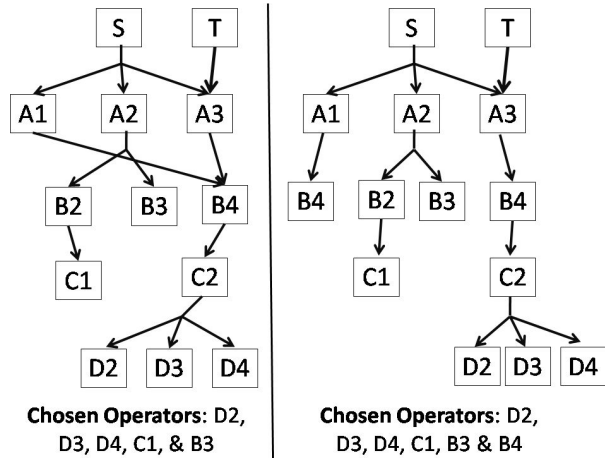 S T
A1 A2 A3
B2 B3 B4
C1 C2
D2 D3 D4
Chosen Operators: D2,
D3, D4, C1, & B3
S T
A1 A2 A3
B4 B2 B3 B4
C1 C2
D2 D3 D4
Chosen Operators: D2,
D3, D4, C1, B3 & B4